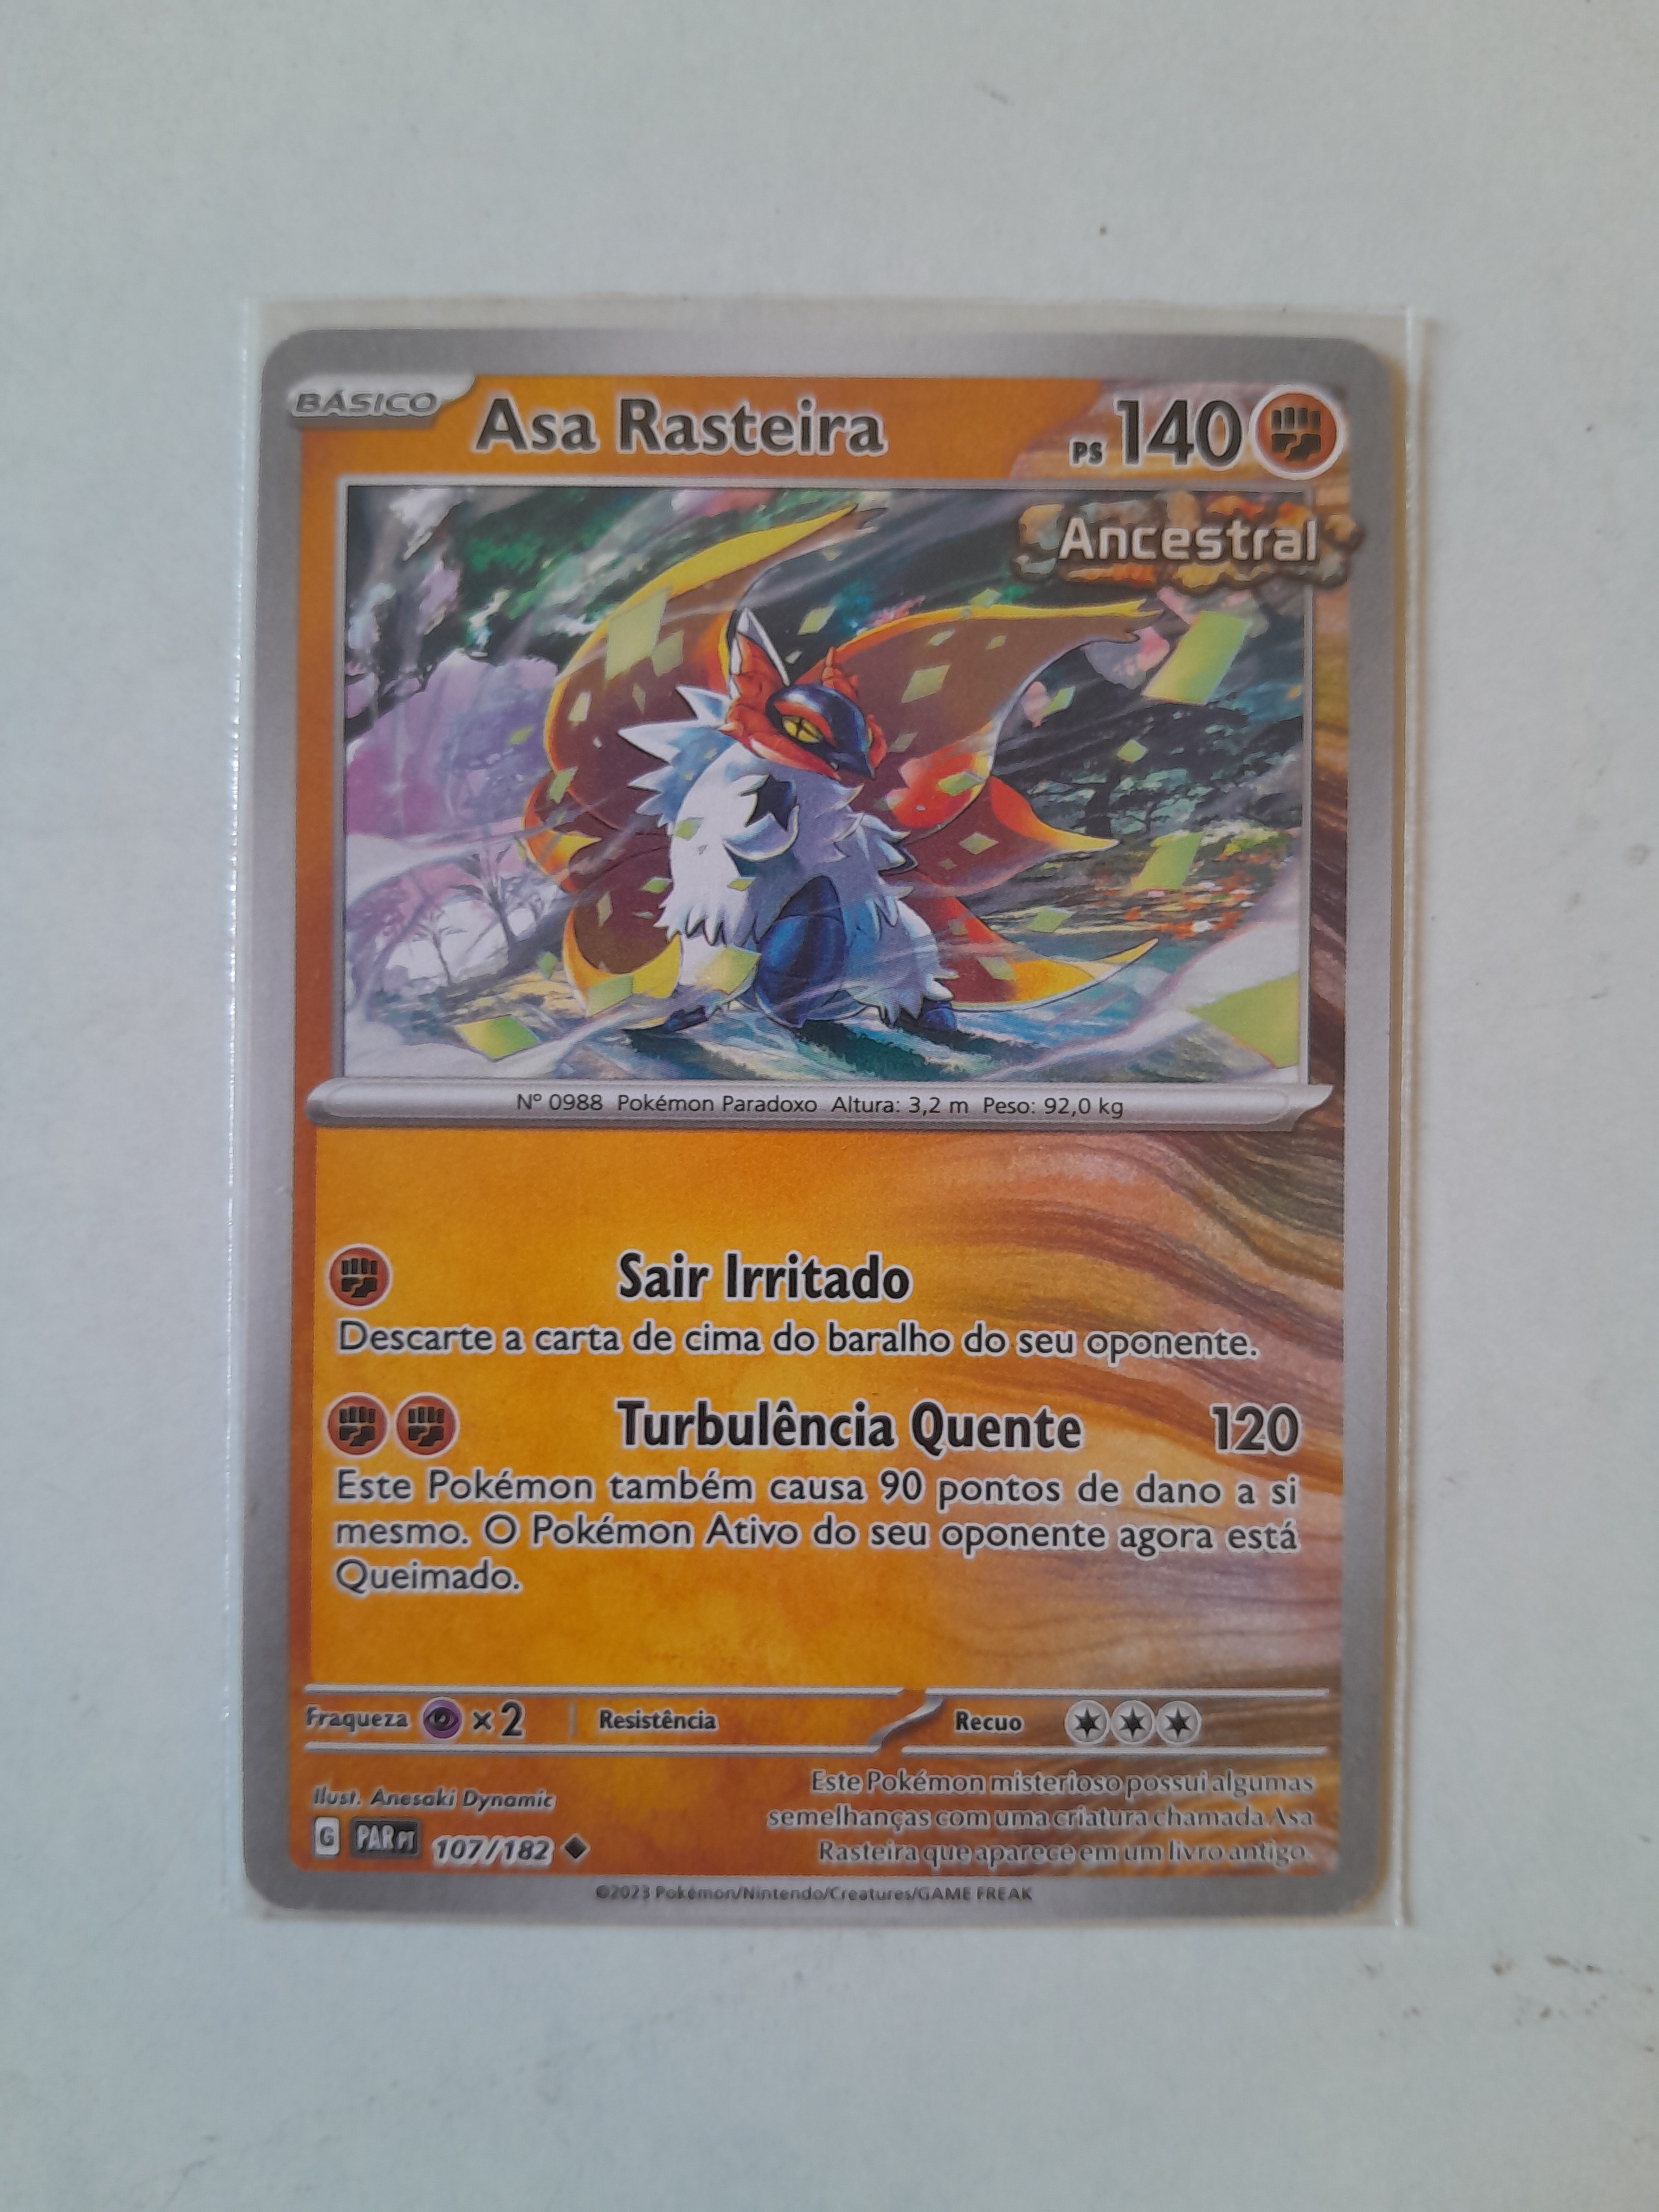 BÁSICO
Asa Rasteira
PS 140
Ancestral
Nº 0988 Pokémon Paradoxo Altura: 3,2 m Peso: 92,0 kg
Sair Irritado
Descarte a carta de cima do baralho do seu oponente.
Turbulência Quente 120
Este Pokémon também causa 90 pontos de dano a si
mesmo. O Pokémon Ativo do seu oponente agora está
Queimado.
Fraqueza ×2 Resistência Recuo
Ilust. Anesaki Dynamic
Este Pokémon misterioso possui algumas
semelhanças com uma criatura chamada Asa
Rasteira que aparece em um livro antigo.
G PAR PT 107/182
©2023 Pokémon/Nintendo/Creatures/GAME FREAK